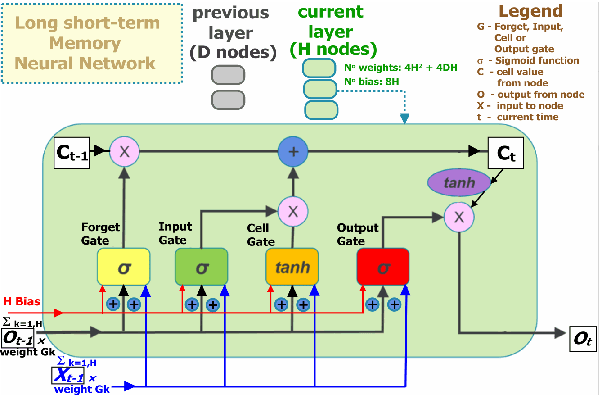 Long short-term
Memory
Neural Network
previous
layer
(D nodes)
current
layer
(H nodes)
Nº weights: 4H² + 4DH
Nº bias: 8H
Legend
G - Forget, Input,
Cell or
Output gate
σ - Sigmoid function
C - cell value
from node
O - output from node
X - input to node
t - current time
Ct-1
X
+
Ct
tanh
X
X
Forget
Gate
Input
Gate
Cell
Gate
Output
Gate
σ
σ
tanh
σ
H Bias
+ + + + + + + +
Σ k=1,H
Ot-1 ×
weight Gk
Ot
Σ k=1,H
Xt-1 ×
weight Gk